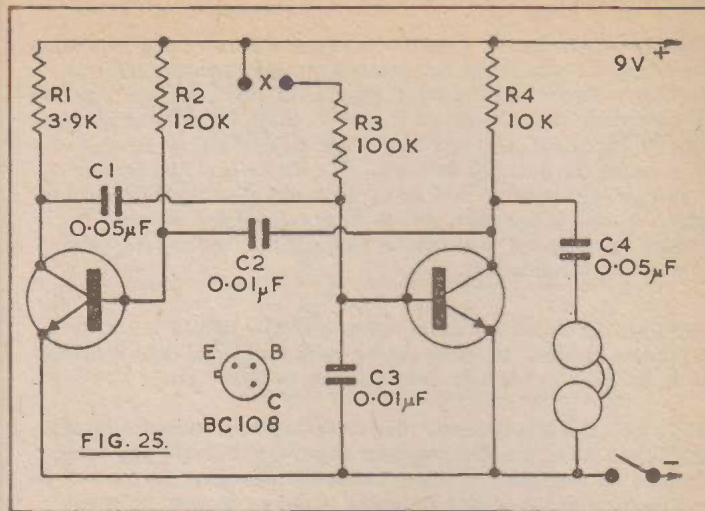 R1
3.9K
R2
120K
X
R3
100K
R4
10K
9V +
C1
0.05µF
C2
0.01µF
C4
0.05µF
E B
C
BC108
C3
0.01µF
FIG. 25.
−